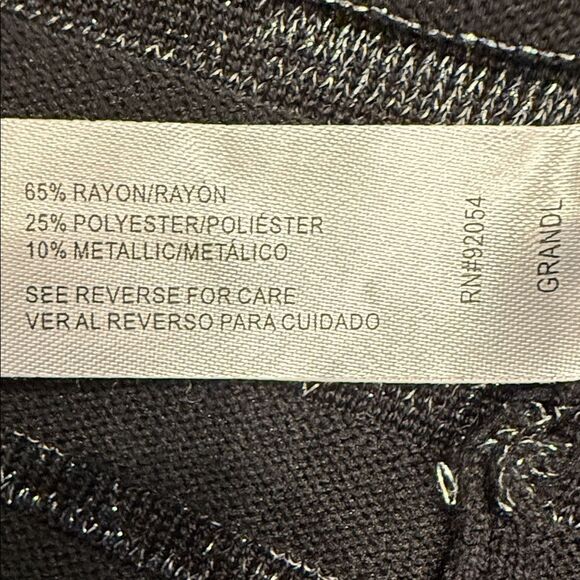 65% RAYON/RAYÓN
25% POLYESTER/POLIÉSTER
10% METALLIC/METÁLICO
SEE REVERSE FOR CARE
VER AL REVERSO PARA CUIDADO
RN#92054
GRANDL